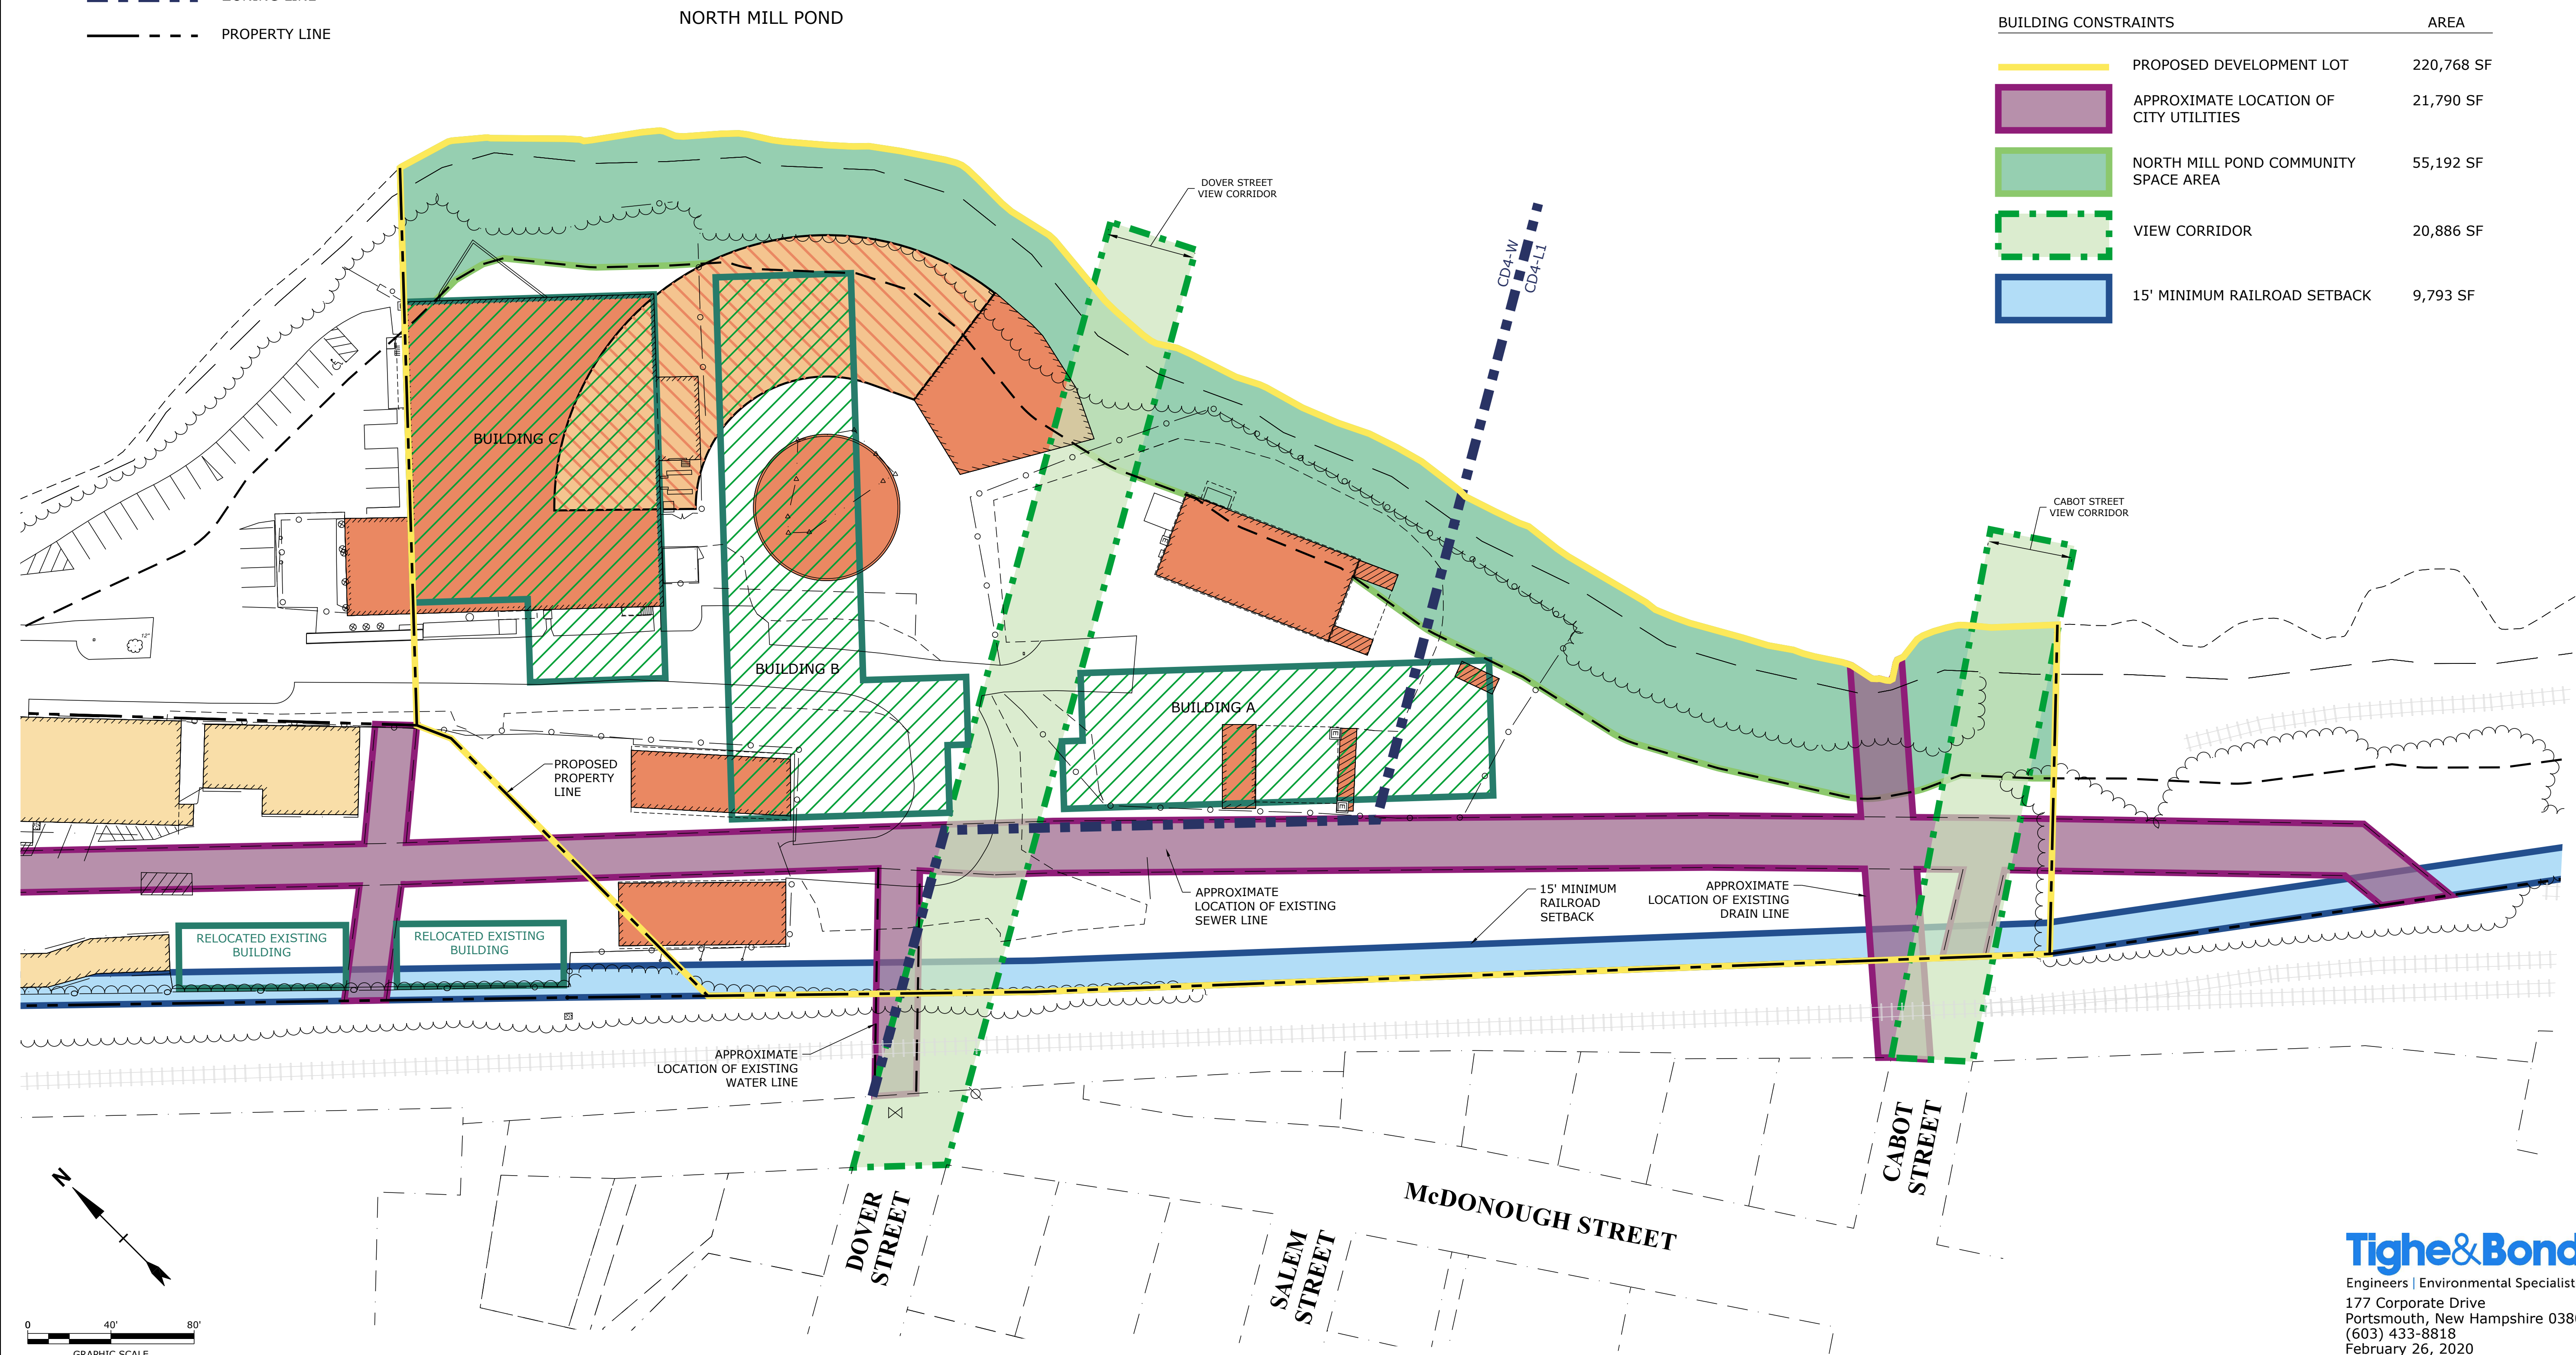 NORTH MILL POND
PROPERTY LINE
BUILDING CONSTRAINTS AREA
PROPOSED DEVELOPMENT LOT 220,768 SF
APPROXIMATE LOCATION OF 21,790 SF
CITY UTILITIES
NORTH MILL POND COMMUNITY 55,192 SF
SPACE AREA
VIEW CORRIDOR 20,886 SF
15' MINIMUM RAILROAD SETBACK 9,793 SF
DOVER STREET
VIEW CORRIDOR
CD4-W
CD4-L1
CABOT STREET
VIEW CORRIDOR
BUILDING C
BUILDING B
BUILDING A
12"
PROPOSED
PROPERTY
LINE
E
E
E
APPROXIMATE
LOCATION OF EXISTING
SEWER LINE
15' MINIMUM
RAILROAD
SETBACK
APPROXIMATE
LOCATION OF EXISTING
DRAIN LINE
RELOCATED EXISTING
BUILDING
RELOCATED EXISTING
BUILDING
APPROXIMATE
LOCATION OF EXISTING
WATER LINE
DOVER
STREET
SALEM
STREET
McDONOUGH STREET
CABOT
STREET
N
0 40' 80'
GRAPHIC SCALE
Tighe&Bond
Engineers | Environmental Specialist
177 Corporate Drive
Portsmouth, New Hampshire 038
(603) 433-8818
February 26, 2020